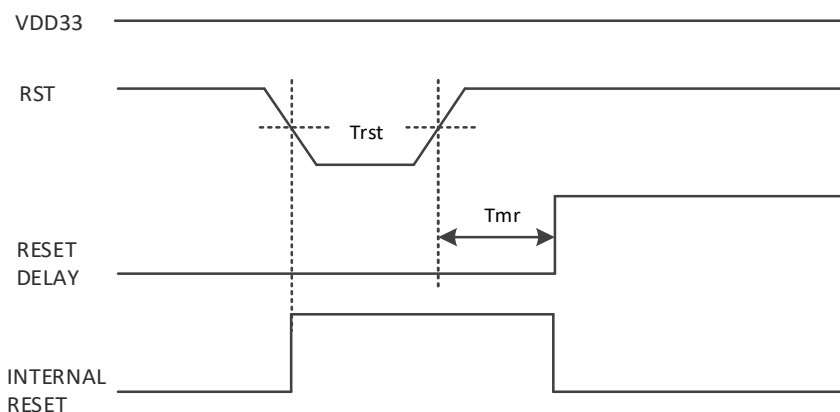 VDD33
RST
Trst
Tmr
RESET
DELAY
INTERNAL
RESET